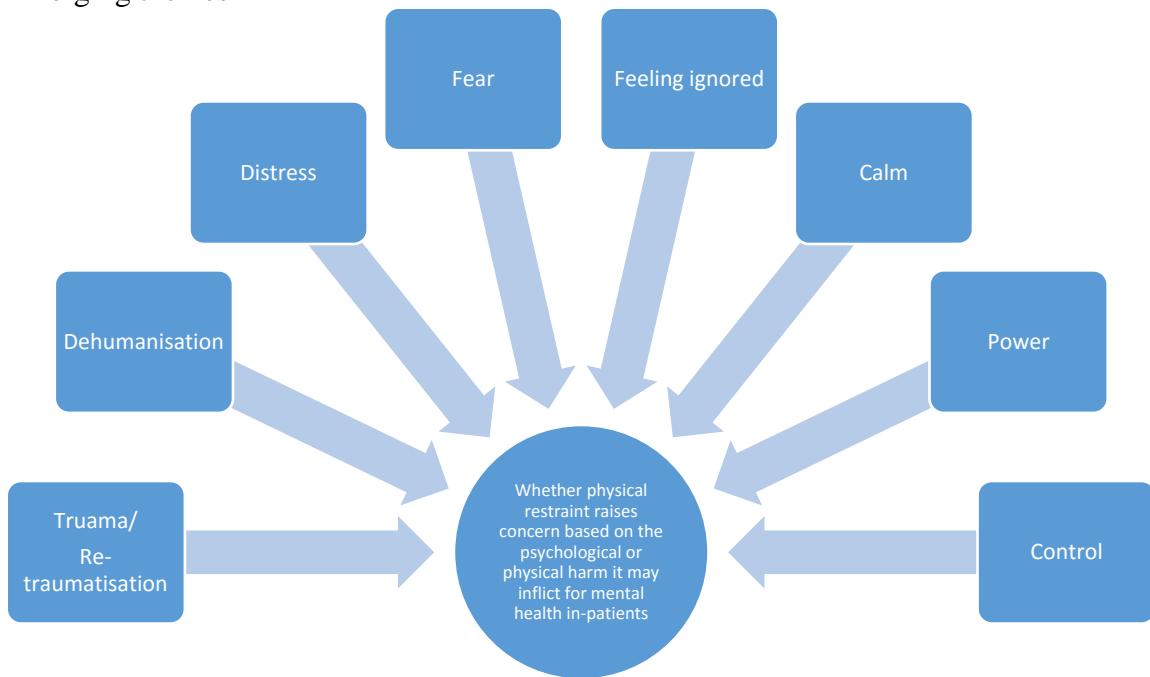 Fear
Feeling ignored
Distress
Calm
Dehumanisation
Power
Truama/
Re-
traumatisation
Whether physical
restraint raises
concern based on the
psychological or
physical harm it may
inflict for mental
health in-patients
Control